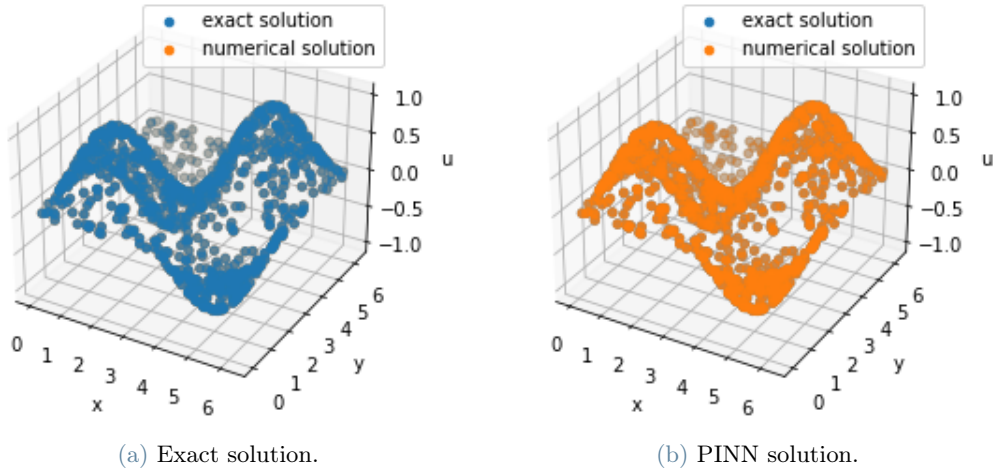 exact solution
numerical solution
1.0
0.5
0.0
−0.5
−1.0
u
0 1 2 3 4 5 6
x
0 1 2 3 4 5 6
y
(a) Exact solution.
exact solution
numerical solution
1.0
0.5
0.0
−0.5
−1.0
u
0 1 2 3 4 5 6
x
0 1 2 3 4 5 6
y
(b) PINN solution.